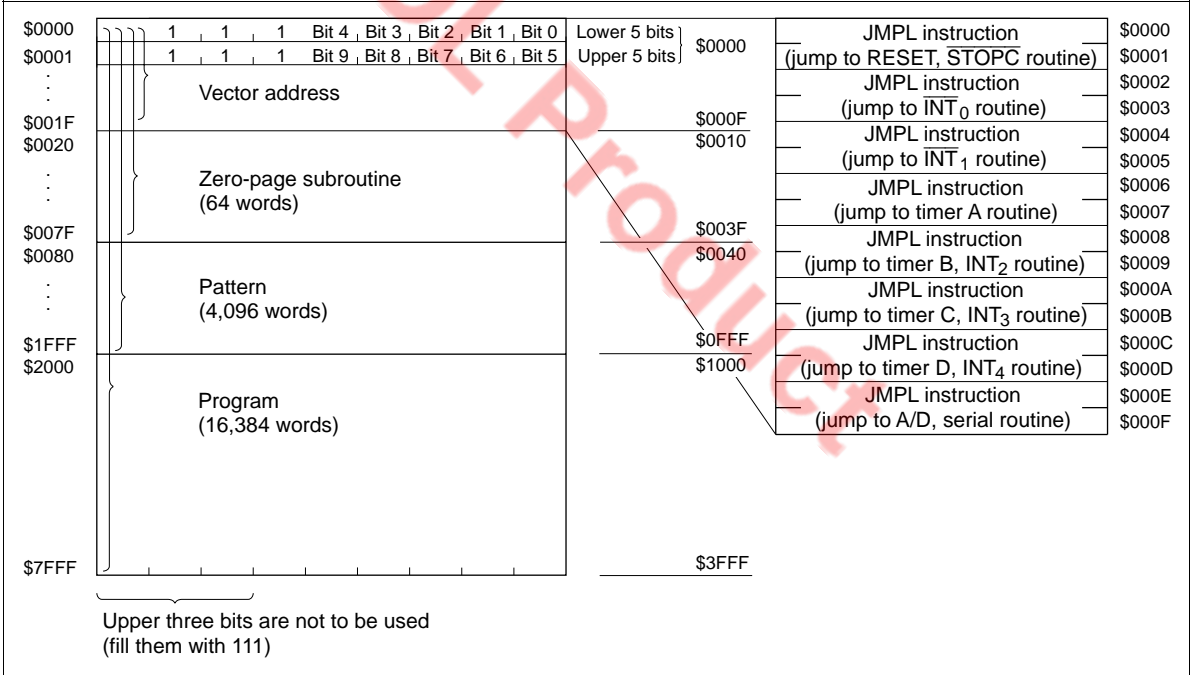 $0000 1 1 1 Bit 4 Bit 3 Bit 2 Bit 1 Bit 0 Lower 5 bits
$0001 1 1 1 Bit 9 Bit 8 Bit 7 Bit 6 Bit 5 Upper 5 bits
$0000
Vector address
$001F
$000F
$0020
$0010
Zero-page subroutine
(64 words)
$007F
$003F
$0080
$0040
Pattern
(4,096 words)
$1FFF
$0FFF
$2000
$1000
Program
(16,384 words)
$7FFF
$3FFF
Upper three bits are not to be used
(fill them with 111)
JMPL instruction $0000
(jump to RESET, STOPC routine) $0001
JMPL instruction $0002
(jump to INT0 routine) $0003
JMPL instruction $0004
(jump to INT1 routine) $0005
JMPL instruction $0006
(jump to timer A routine) $0007
JMPL instruction $0008
(jump to timer B, INT2 routine) $0009
JMPL instruction $000A
(jump to timer C, INT3 routine) $000B
JMPL instruction $000C
(jump to timer D, INT4 routine) $000D
JMPL instruction $000E
(jump to A/D, serial routine) $000F
Product